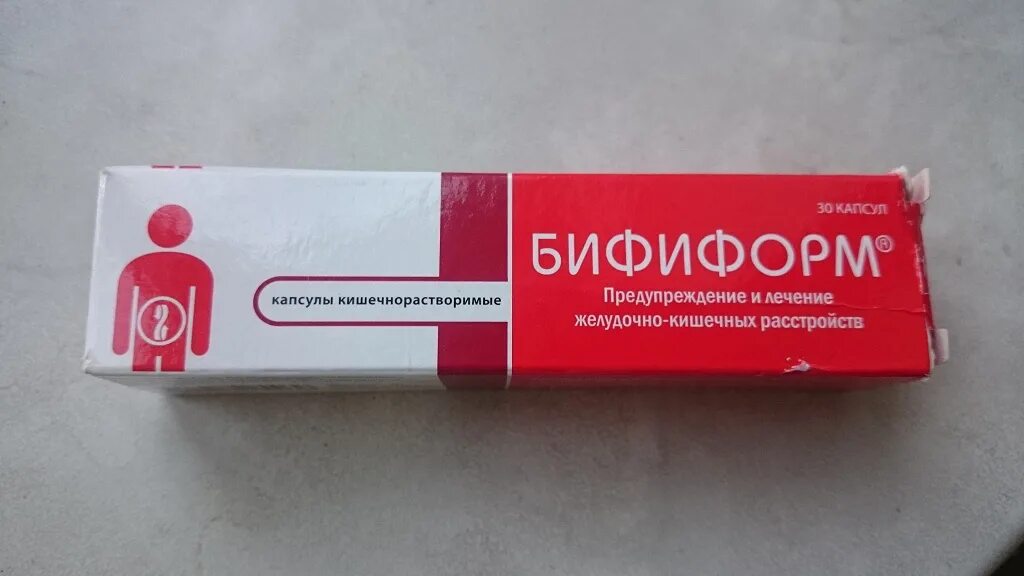 капсулы кишечнорастворимые
30 КАПСУЛ
БИФИФОРМ®
Предупреждение и лечение
желудочно-кишечных расстройств